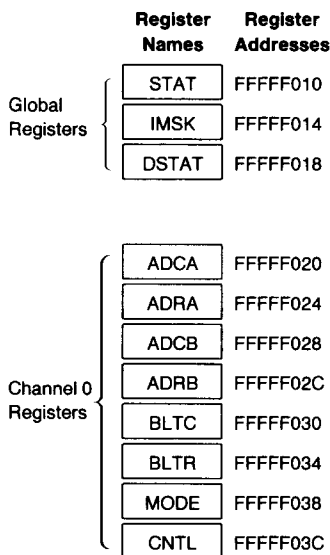 Register Names Register Addresses
STAT FFFFF010
Global Registers IMSK FFFFF014
DSTAT FFFFF018
ADCA FFFFF020
ADRA FFFFF024
ADCB FFFFF028
ADRB FFFFF02C
Channel 0 Registers
BLTC FFFFF030
BLTR FFFFF034
MODE FFFFF038
CNTL FFFFF03C